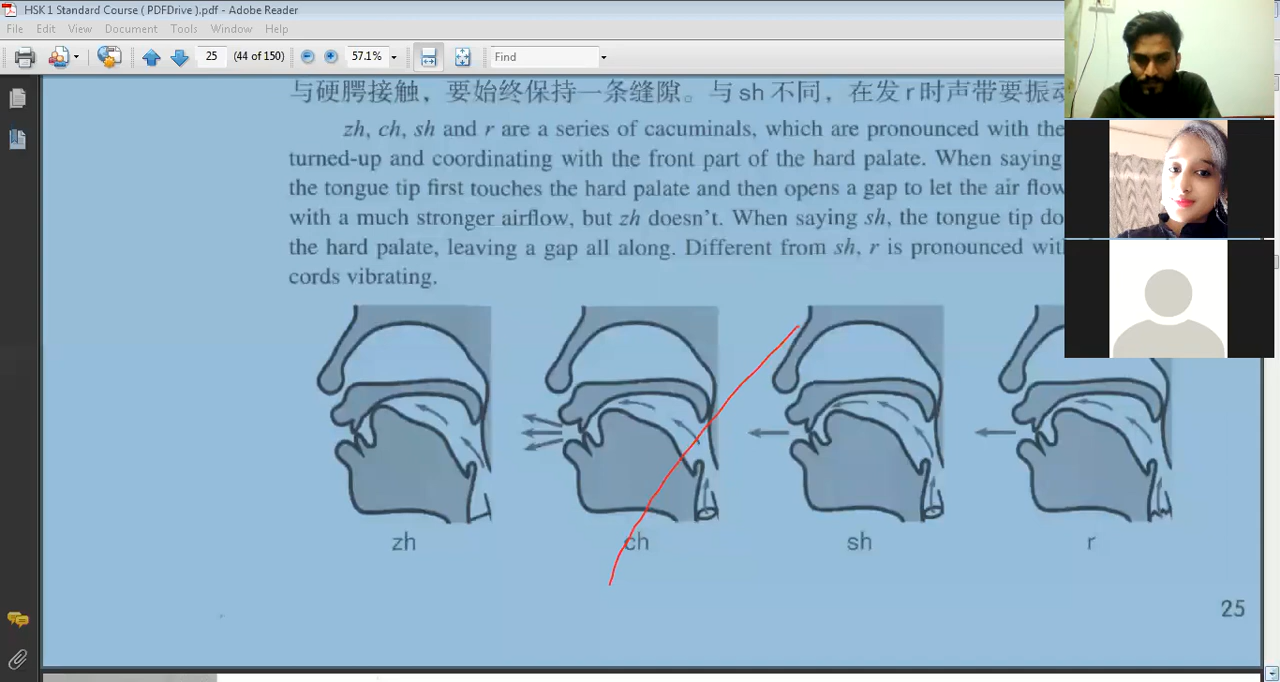 HSK 1 Standard Course ( PDFDrive ).pdf - Adobe Reader
File Edit View Document Tools Window Help
25 (44 of 150) 57.1% Find
与硬腭接触，要始终保持一条缝隙。与 sh 不同，在发 r 时声带要振动
zh, ch, sh and r are a series of cacuminals, which are pronounced with the
turned-up and coordinating with the front part of the hard palate. When saying
the tongue tip first touches the hard palate and then opens a gap to let the air flow
with a much stronger airflow, but zh doesn't. When saying sh, the tongue tip do
the hard palate, leaving a gap all along. Different from sh, r is pronounced with
cords vibrating.
zh ch sh r
25